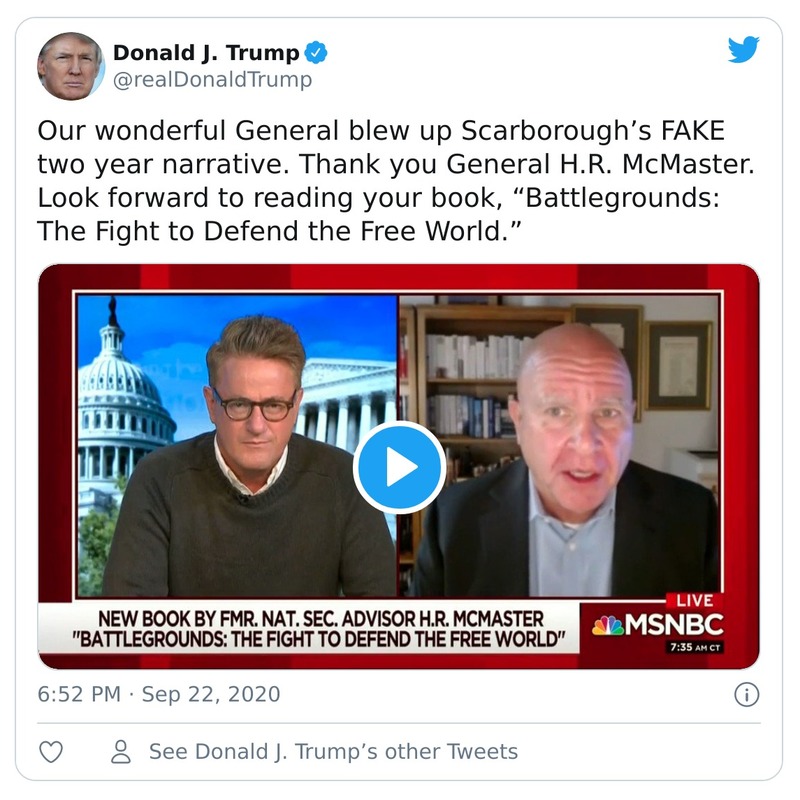 Donald J. Trump
@realDonaldTrump
Our wonderful General blew up Scarborough’s FAKE
two year narrative. Thank you General H.R. McMaster.
Look forward to reading your book, “Battlegrounds:
The Fight to Defend the Free World.”
NEW BOOK BY FMR. NAT. SEC. ADVISOR H.R. MCMASTER
"BATTLEGROUNDS: THE FIGHT TO DEFEND THE FREE WORLD"
LIVE
MSNBC
7:35 AM CT
6:52 PM · Sep 22, 2020
See Donald J. Trump’s other Tweets